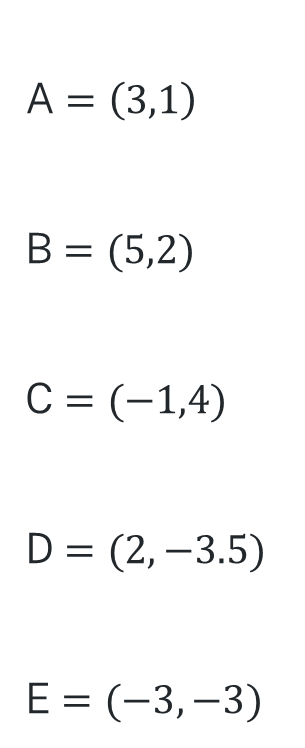 A = (3,1)
B = (5,2)
C = (−1,4)
D = (2, −3.5)
E = (−3, −3)